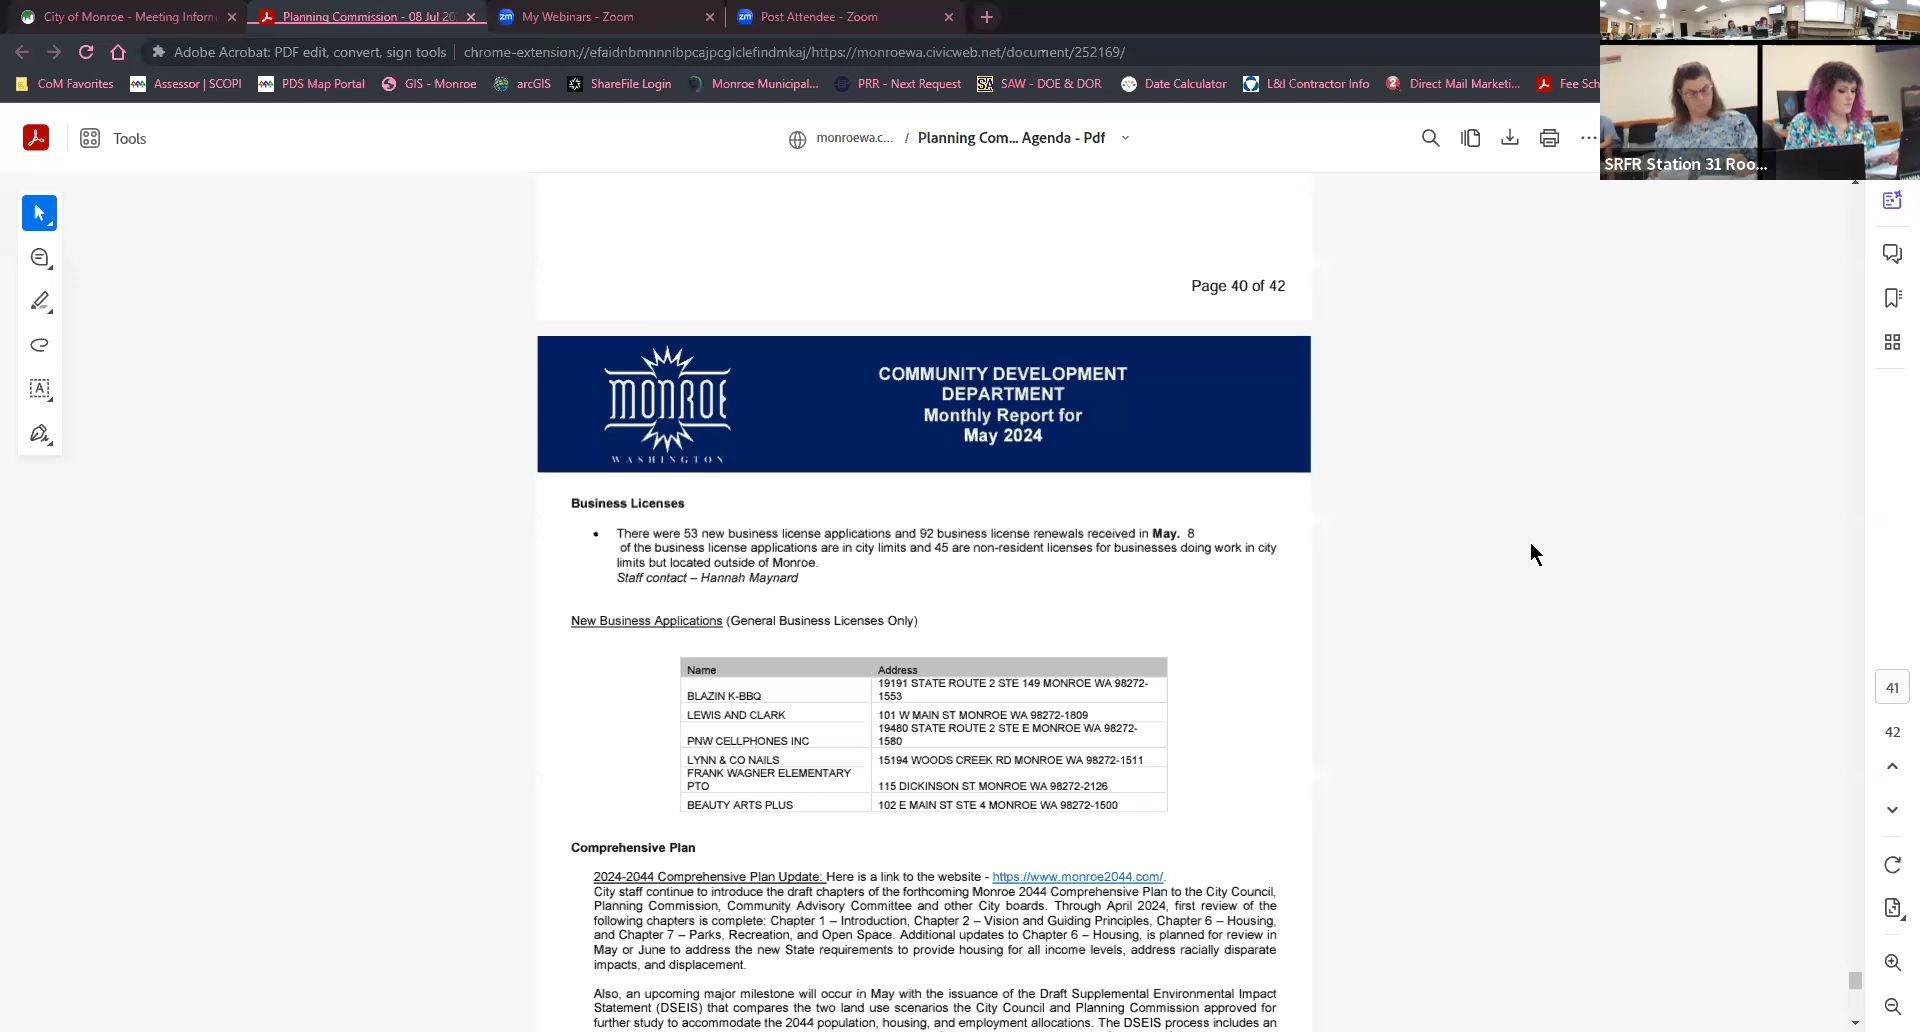 City of Monroe - Meeting Inform
Planning Commission - 08 Jul 20
My Webinars - Zoom
Post Attendee - Zoom
Adobe Acrobat: PDF edit, convert, sign tools
chrome-extension://efaidnbmnnnibpcajpcglclefindmkaj/https://monroewa.civicweb.net/document/252169/
CoM Favorites
Assessor | SCOPI
PDS Map Portal
GIS - Monroe
arcGIS
ShareFile Login
Monroe Municipal...
PRR - Next Request
SAW - DOE & DOR
Date Calculator
L&I Contractor Info
Direct Mail Marketi...
Fee Sch
Tools
monroewa.c... / Planning Com... Agenda - Pdf
SRFR Station 31 Roo...
Page 40 of 42
MONROE
WASHINGTON
COMMUNITY DEVELOPMENT
DEPARTMENT
Monthly Report for
May 2024
Business Licenses
• There were 53 new business license applications and 92 business license renewals received in May. 8
of the business license applications are in city limits and 45 are non-resident licenses for businesses doing work in city
limits but located outside of Monroe.
Staff contact – Hannah Maynard
New Business Applications (General Business Licenses Only)
Name Address
BLAZIN K-BBQ 19191 STATE ROUTE 2 STE 149 MONROE WA 98272-
1553
LEWIS AND CLARK 101 W MAIN ST MONROE WA 98272-1809
PNW CELLPHONES INC 19480 STATE ROUTE 2 STE E MONROE WA 98272-
1580
LYNN & CO NAILS 15194 WOODS CREEK RD MONROE WA 98272-1511
FRANK WAGNER ELEMENTARY
PTO 115 DICKINSON ST MONROE WA 98272-2126
BEAUTY ARTS PLUS 102 E MAIN ST STE 4 MONROE WA 98272-1500
Comprehensive Plan
2024-2044 Comprehensive Plan Update: Here is a link to the website - https://www.monroe2044.com/.
City staff continue to introduce the draft chapters of the forthcoming Monroe 2044 Comprehensive Plan to the City Council,
Planning Commission, Community Advisory Committee and other City boards. Through April 2024, first review of the
following chapters is complete: Chapter 1 – Introduction, Chapter 2 – Vision and Guiding Principles, Chapter 6 – Housing,
and Chapter 7 – Parks, Recreation, and Open Space. Additional updates to Chapter 6 – Housing, is planned for review in
May or June to address the new State requirements to provide housing for all income levels, address racially disparate
impacts, and displacement.
Also, an upcoming major milestone will occur in May with the issuance of the Draft Supplemental Environmental Impact
Statement (DSEIS) that compares the two land use scenarios the City Council and Planning Commission approved for
further study to accommodate the 2044 population, housing, and employment allocations. The DSEIS process includes an
41
42